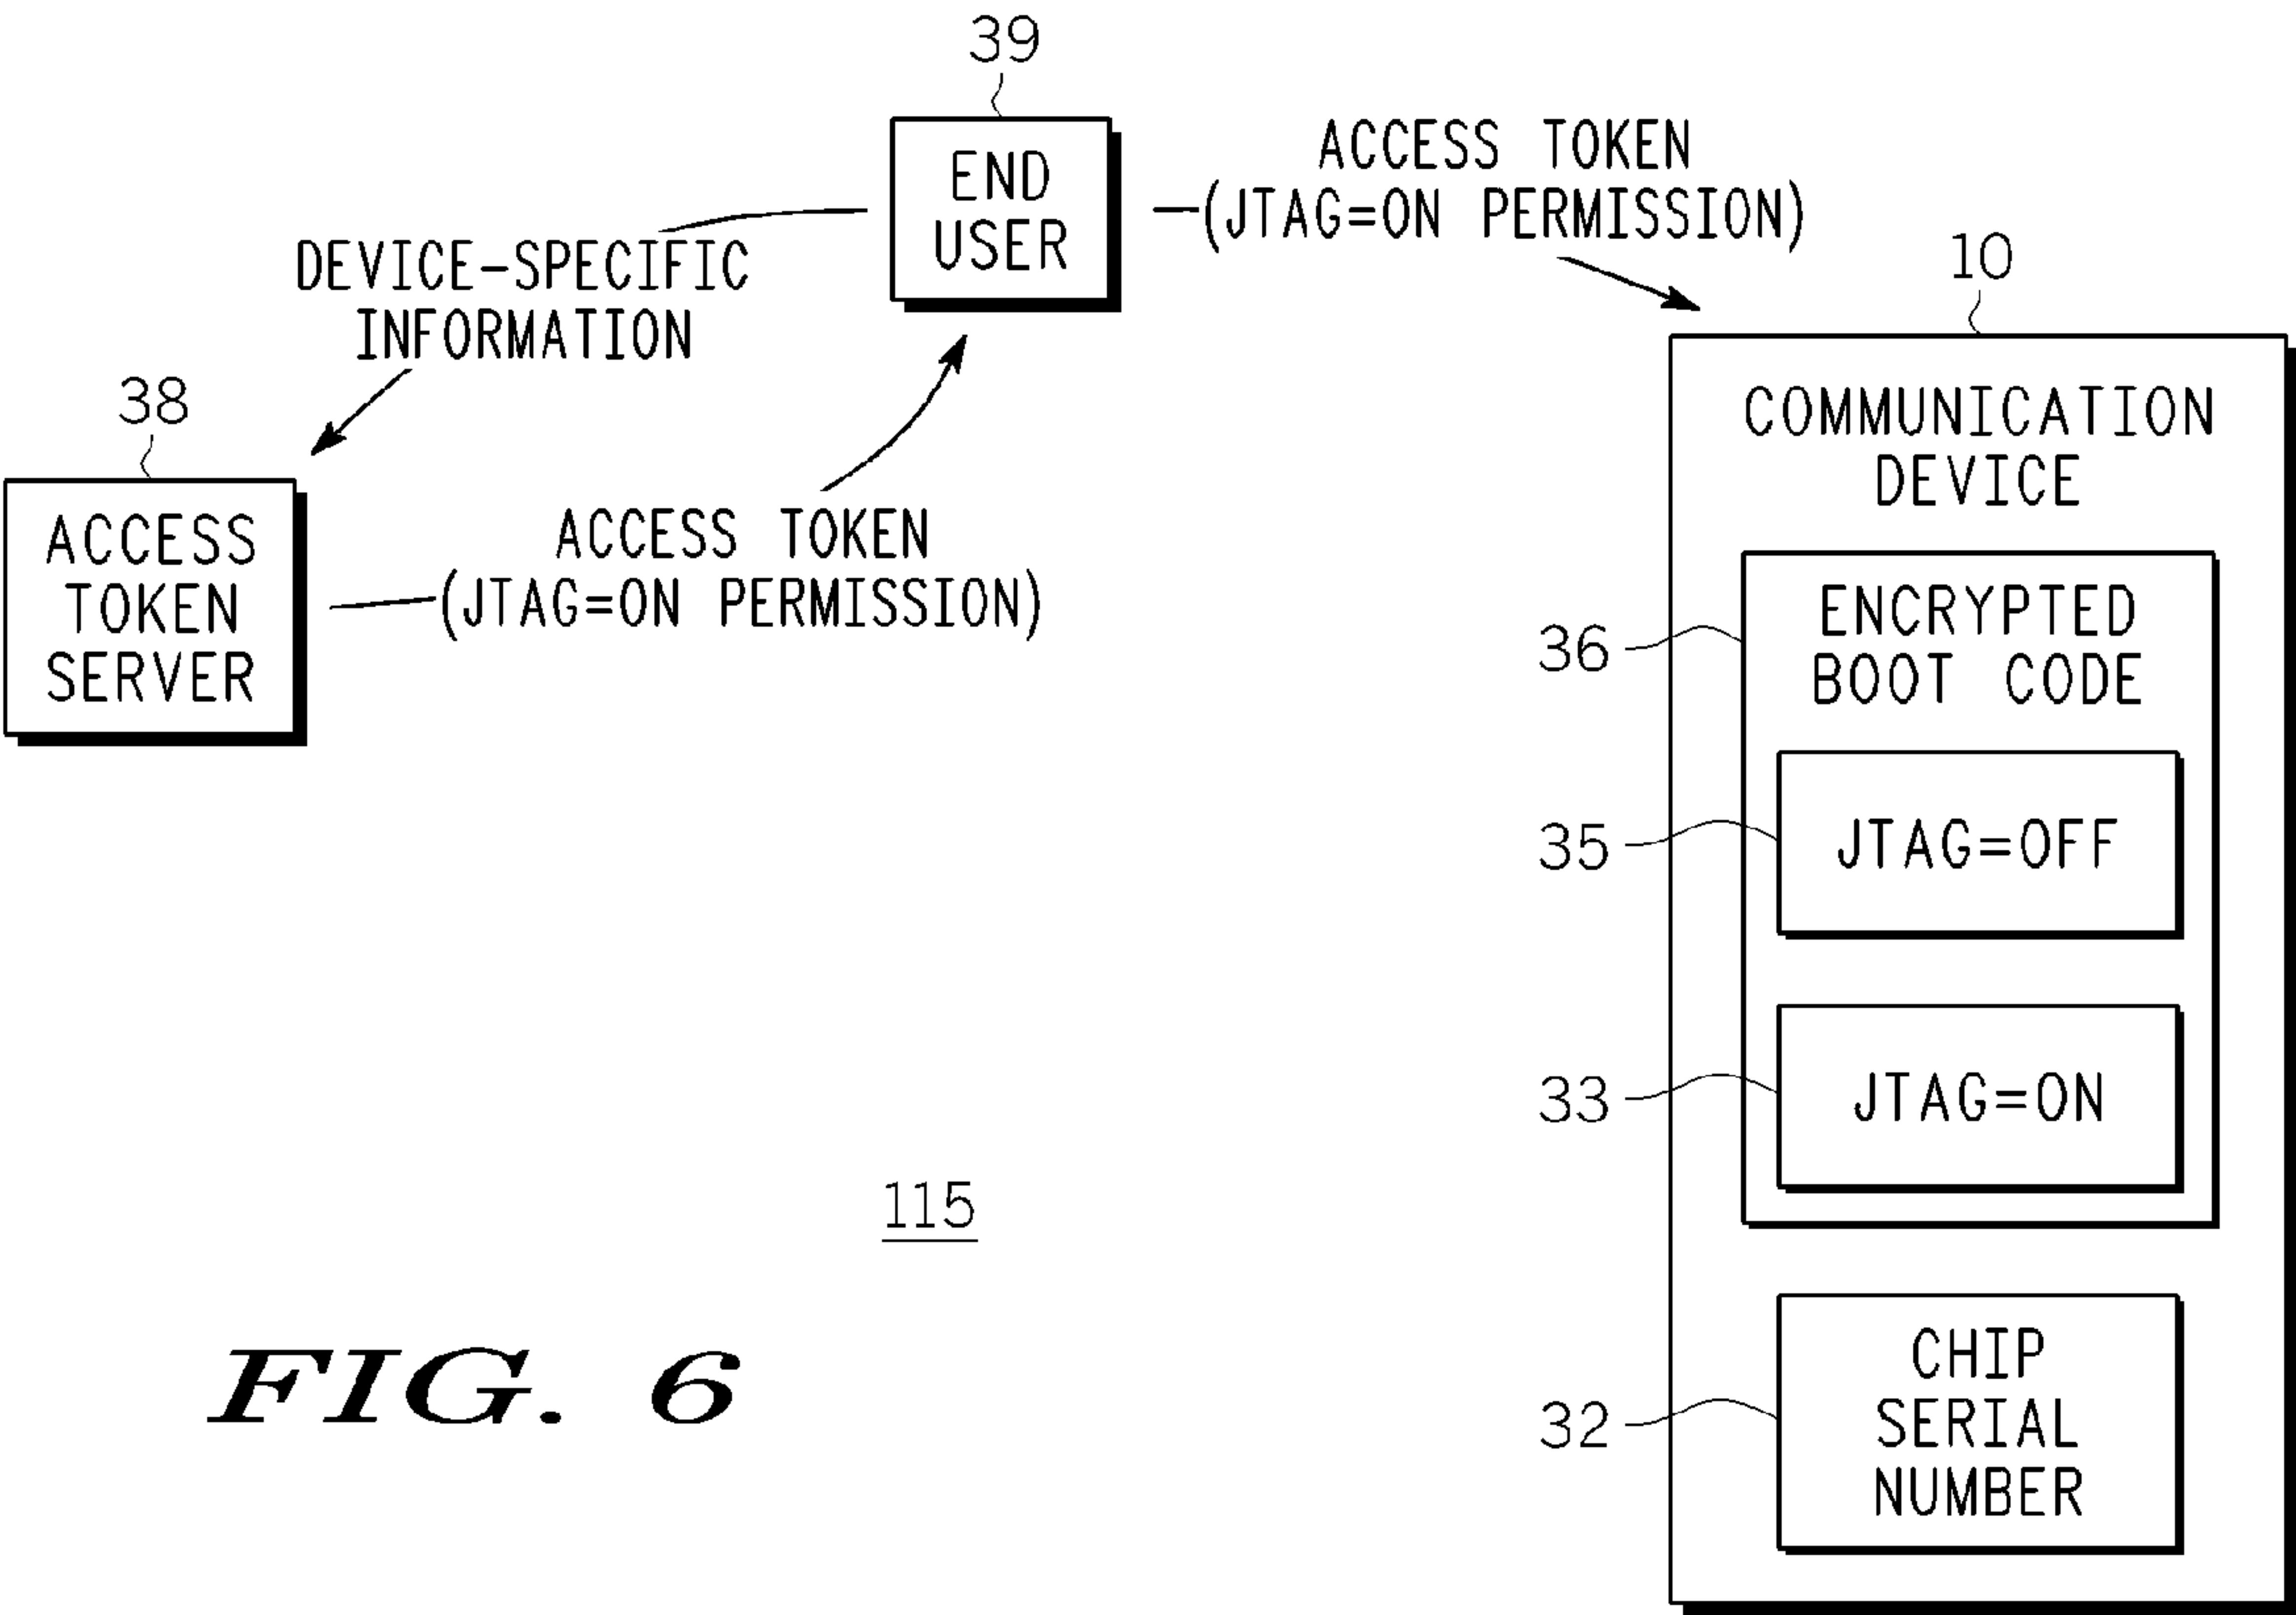 39
END
USER
ACCESS TOKEN
(JTAG=ON PERMISSION)
DEVICE-SPECIFIC
INFORMATION
38
ACCESS
TOKEN
SERVER
ACCESS TOKEN
(JTAG=ON PERMISSION)
10
COMMUNICATION
DEVICE
36
ENCRYPTED
BOOT CODE
35
JTAG=OFF
33
JTAG=ON
32
CHIP
SERIAL
NUMBER
115
FIG. 6